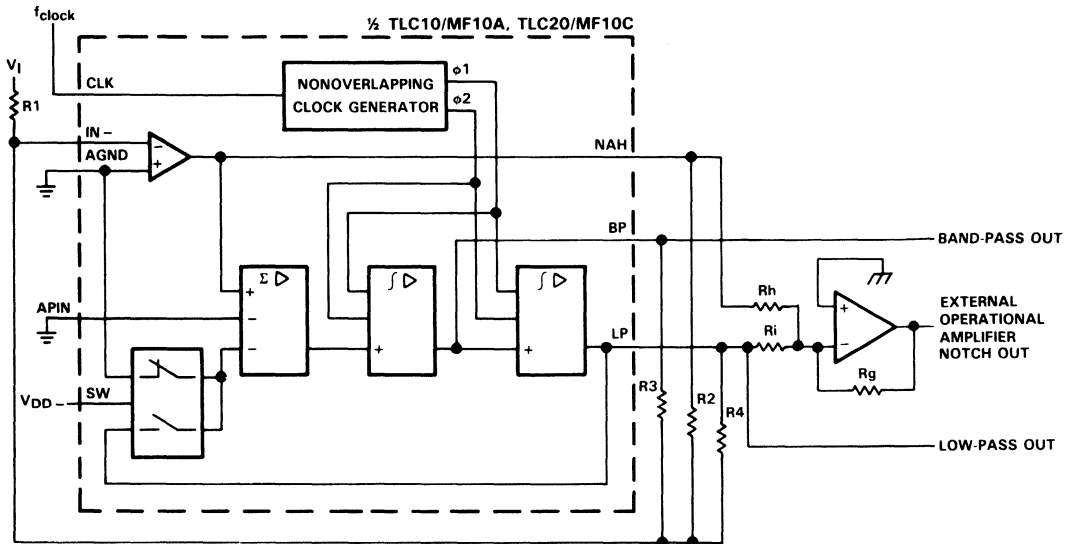 fclock
½ TLC10/MF10A, TLC20/MF10C
VI
R1
CLK
NONOVERLAPPING
CLOCK GENERATOR
ϕ1
ϕ2
IN −
AGND
−
+
NAH
BP
BAND-PASS OUT
Σ ▷
∫ ▷
∫ ▷
+
−
−
+
+
APIN
SW
VDD −
LP
Rh
Ri
Rg
+
−
EXTERNAL
OPERATIONAL
AMPLIFIER
NOTCH OUT
R3
R2
R4
LOW-PASS OUT